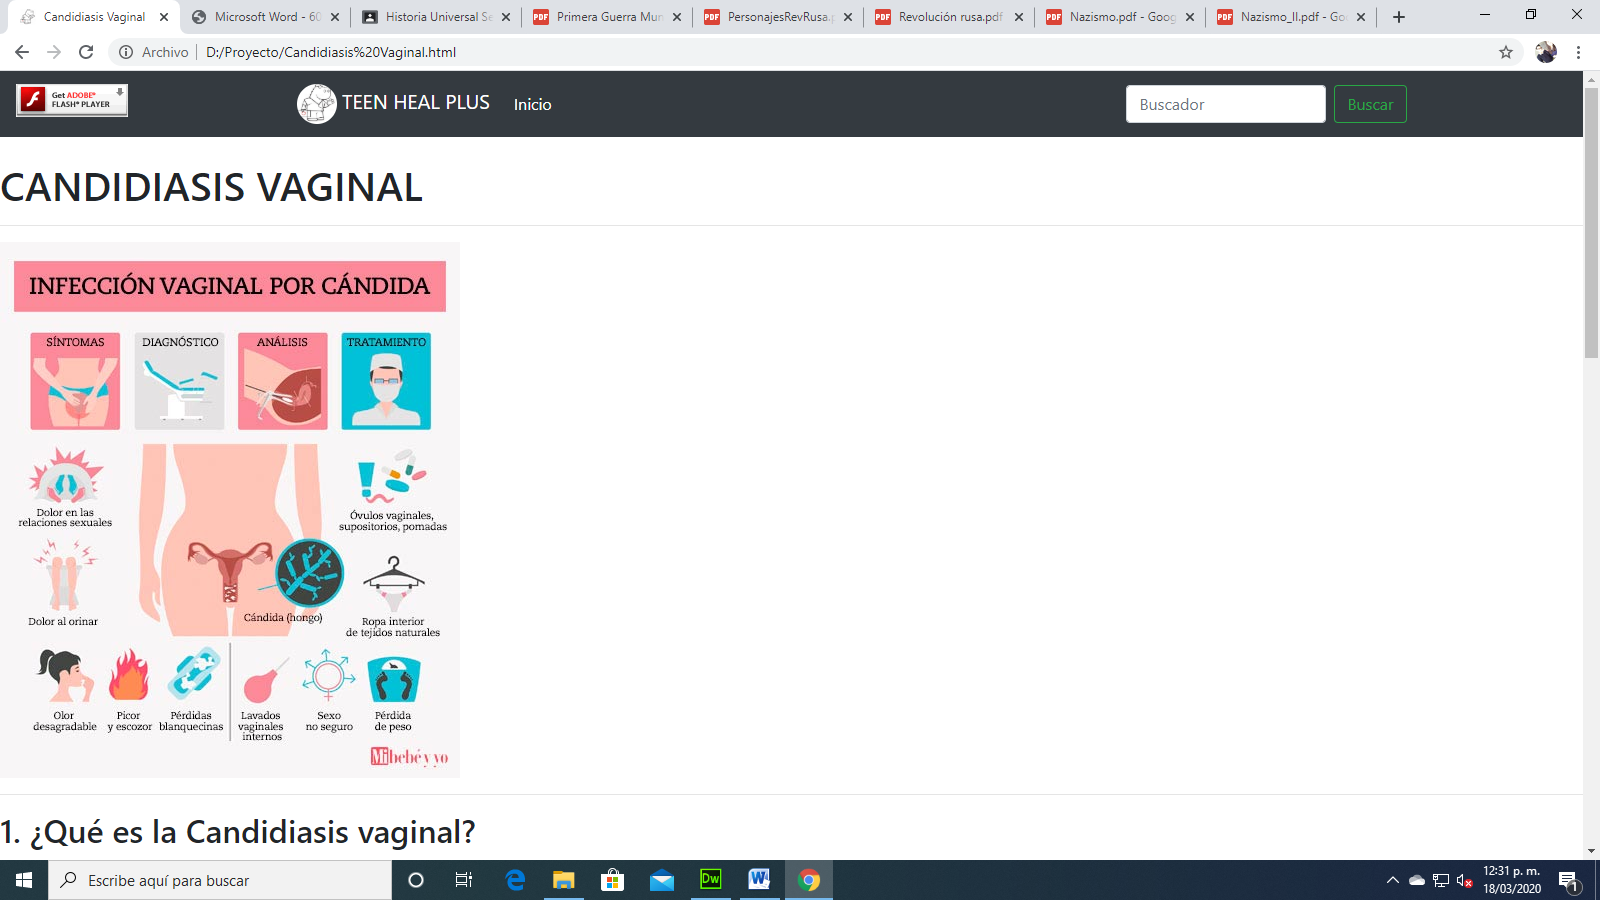 Candidiasis Vaginal
Microsoft Word - 60
Historia Universal Se
Primera Guerra Mun
PersonajesRevRusa.p
Revolución rusa.pdf
Nazismo.pdf - Goog
Nazismo_II.pdf - Go
Archivo
D:/Proyecto/Candidiasis%20Vaginal.html
Get ADOBE®
FLASH® PLAYER
TEEN HEAL PLUS
Inicio
Buscador
Buscar
CANDIDIASIS VAGINAL
INFECCIÓN VAGINAL POR CÁNDIDA
SÍNTOMAS
DIAGNÓSTICO
ANÁLISIS
TRATAMIENTO
Dolor en las
relaciones sexuales
Óvulos vaginales,
supositorios, pomadas
Dolor al orinar
Cándida (hongo)
Ropa interior
de tejidos naturales
Olor
desagradable
Picor
y escozor
Pérdidas
blanquecinas
Lavados
vaginales
internos
Sexo
no seguro
Pérdida
de peso
Mi bebé y yo
1. ¿Qué es la Candidiasis vaginal?
Escribe aquí para buscar
Dw
12:31 p. m.
18/03/2020
1